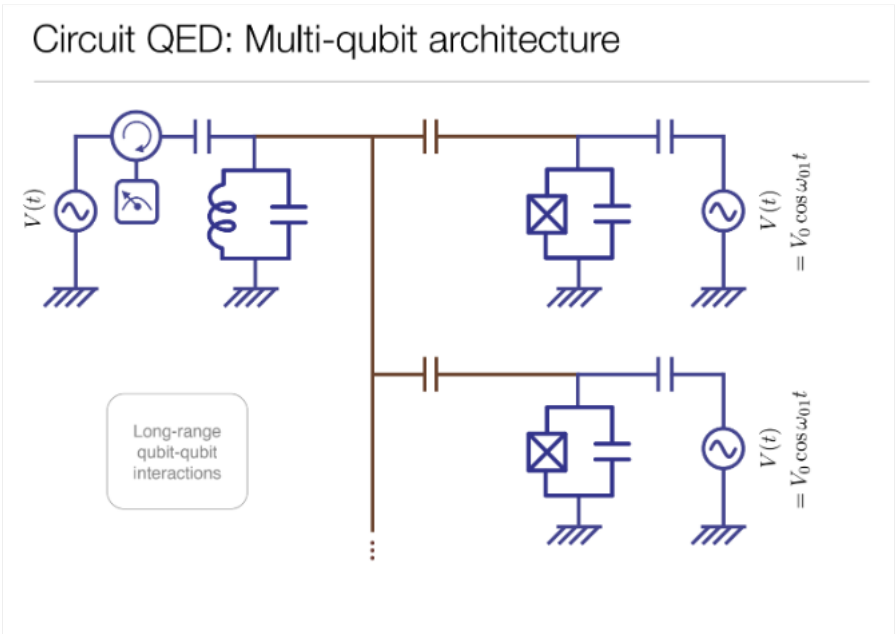 Circuit QED: Multi-qubit architecture
V(t)
V(t)
= V₀ cos ω₀₁t
Long-range
qubit-qubit
interactions
V(t)
= V₀ cos ω₀₁t